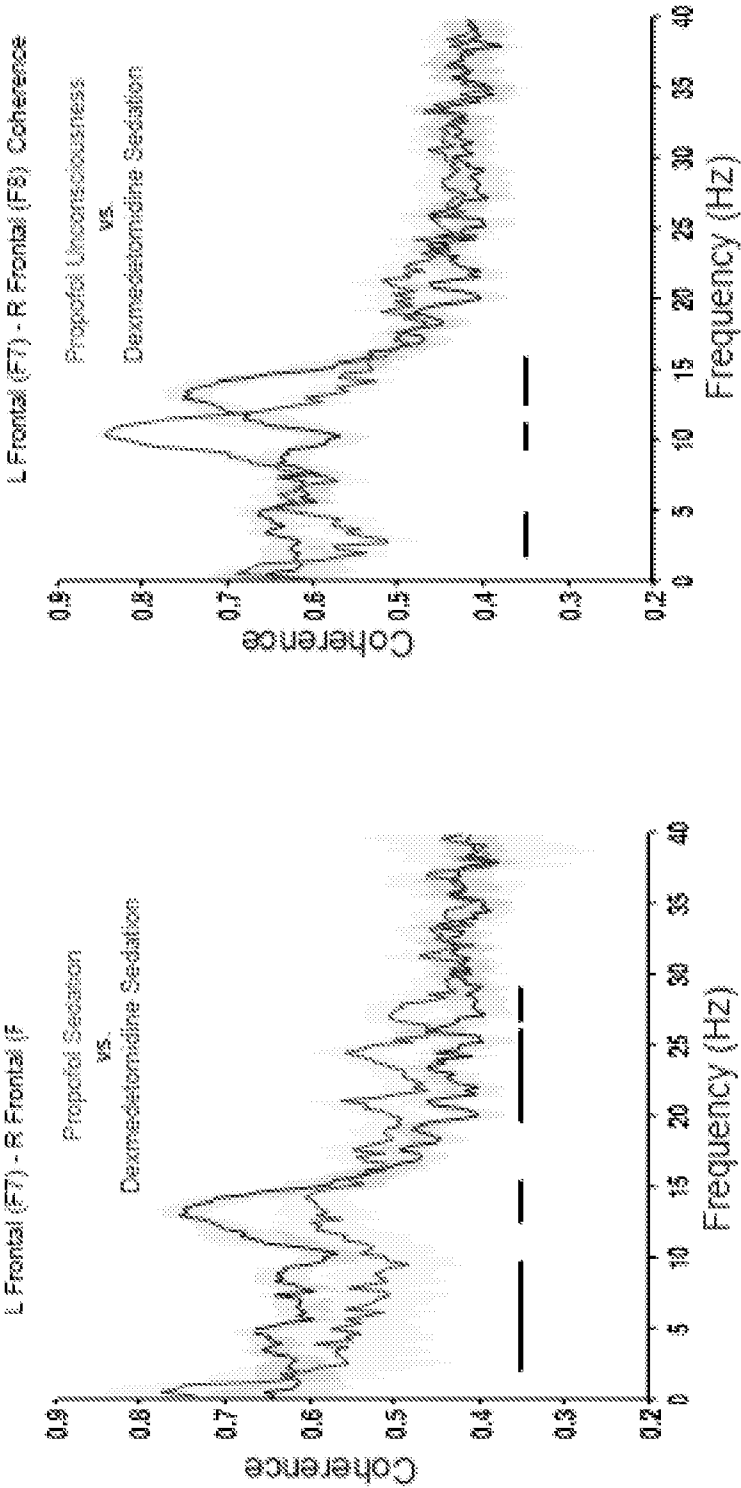 L Frontal (F7) - R Frontal (F
Propofol Sedation
vs.
Dexmedetomidine Sedation
Coherence
0.9
0.8
0.7
0.6
0.5
0.4
0.3
0.2
0 5 10 15 20 25 30 35 40
Frequency (Hz)
L Frontal (F7) - R Frontal (F8) Coherence
Propofol Unconsciousness
vs.
Dexmedetomidine Sedation
Coherence
0.9
0.8
0.7
0.6
0.5
0.4
0.3
0.2
0 5 10 15 20 25 30 35 40
Frequency (Hz)